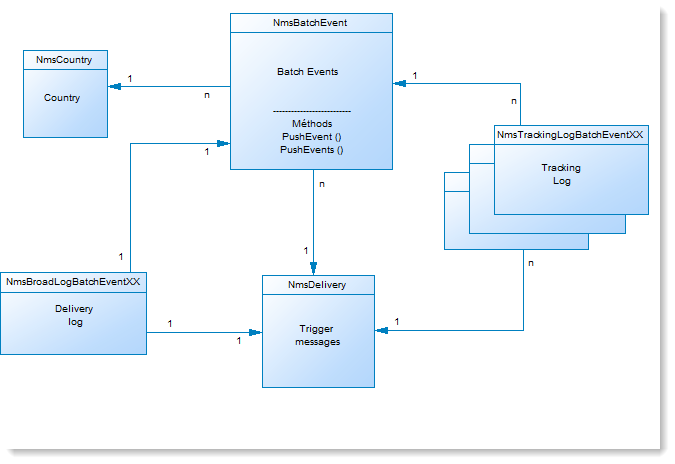 NmsBatchEvent
Batch Events
--------------------------
Méthods
PushEvent ()
PushEvents ()
NmsCountry
Country
1
n
1
n
NmsTrackingLogBatchEventXX
Tracking
Log
1
n
1
1
n
NmsBroadLogBatchEventXX
Delivery
log
1
1
NmsDelivery
Trigger
messages
1